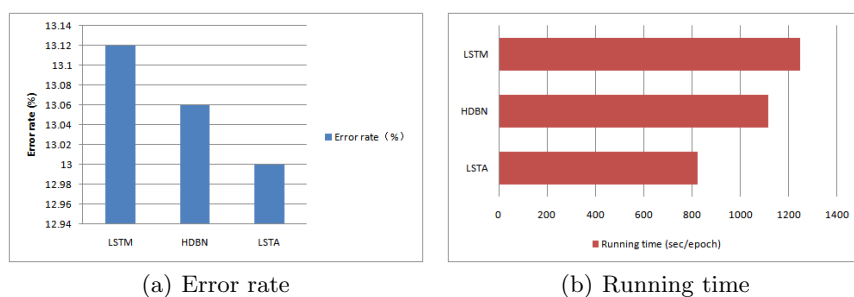 13.14
13.12
13.1
13.08
13.06
13.04
13.02
13
12.98
12.96
12.94
Error rate (%)
LSTM HDBN LSTA
Error rate（%）
(a) Error rate
LSTM
HDBN
LSTA
0 200 400 600 800 1000 1200 1400
Running time (sec/epoch)
(b) Running time